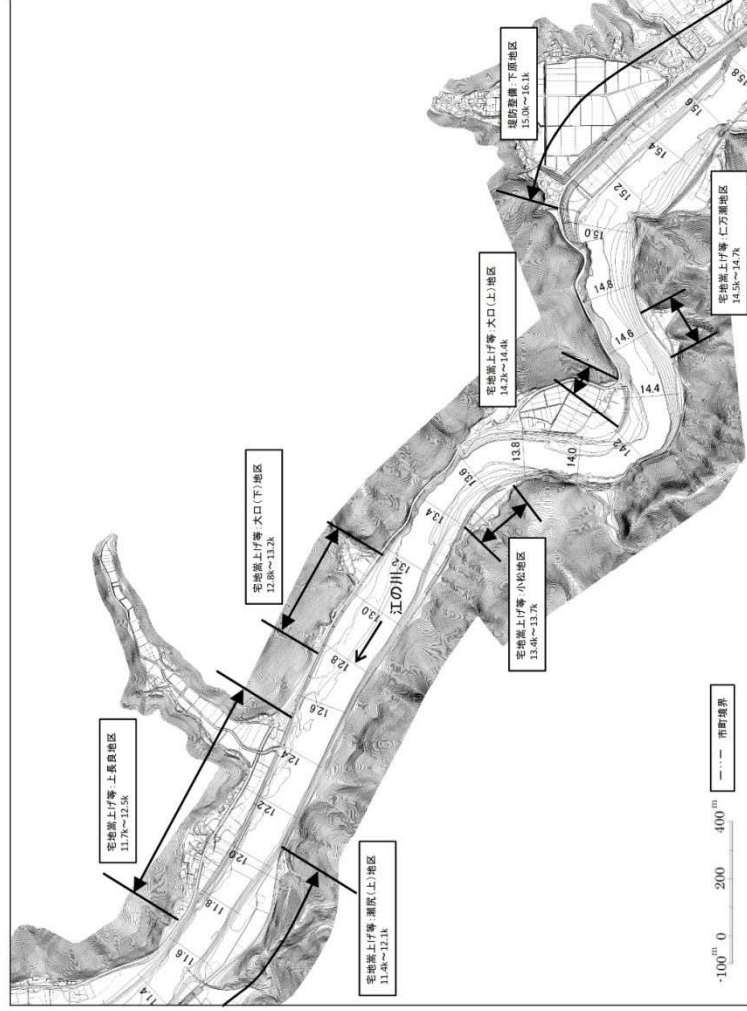 堤防整備:下原地区
15.0k～16.1k
宅地嵩上げ等:仁万瀬地区
14.5k～14.7k
宅地嵩上げ等:大口(上)地区
14.2k～14.4k
宅地嵩上げ等:大口(下)地区
12.8k～13.2k
宅地嵩上げ等:小松地区
13.4k～13.7k
宅地嵩上げ等:上長良地区
11.7k～12.5k
宅地嵩上げ等:瀬尻(上)地区
11.4k～12.1k
江の川
11.4
11.6
11.8
12.0
12.2
12.4
12.6
12.8
13.0
13.2
13.4
13.6
13.8
14.0
14.2
14.4
14.6
14.8
15.0
15.2
15.4
15.6
15.8
市町境界
-100m 0 200 400m